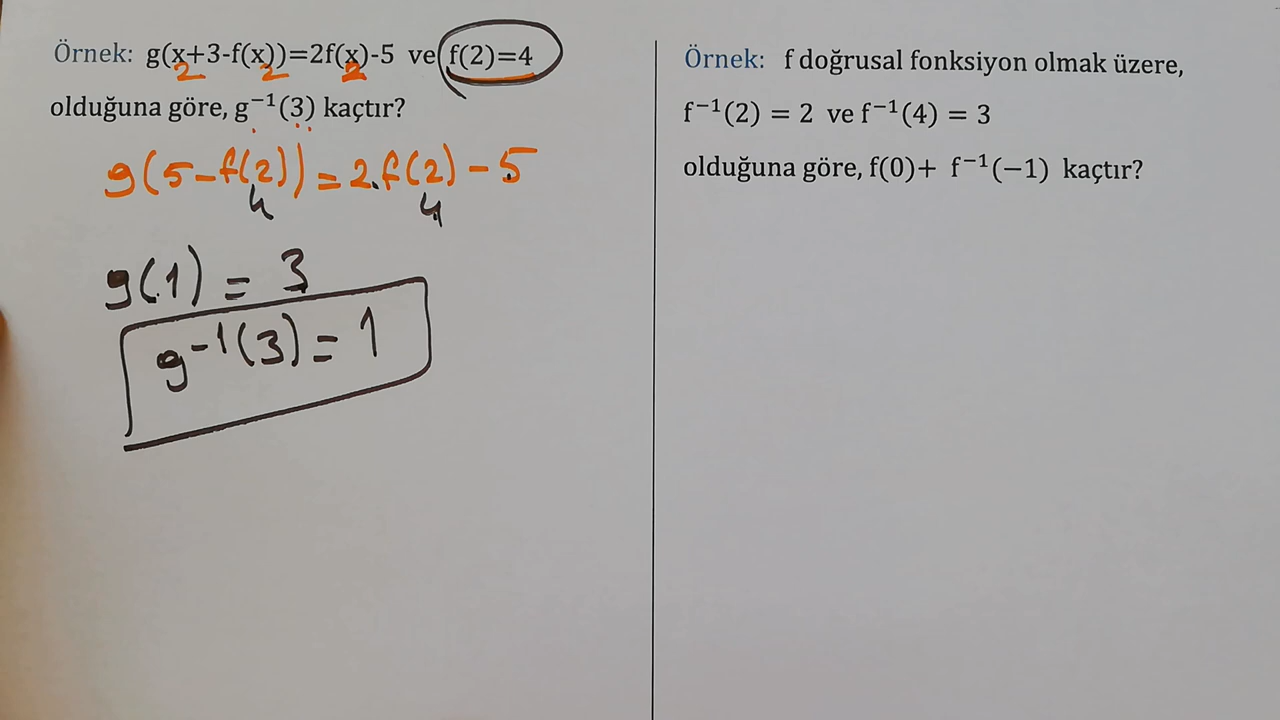 Örnek: g(x+3-f(x))=2f(x)-5 ve f(2)=4
2 2 2
olduğuna göre, g⁻¹(3) kaçtır?
g(5-f(2))=2.f(2)-5
4 4
g(1) = 3
g⁻¹(3) = 1
Örnek: f doğrusal fonksiyon olmak üzere,
f⁻¹(2) = 2 ve f⁻¹(4) = 3
olduğuna göre, f(0)+ f⁻¹(−1) kaçtır?